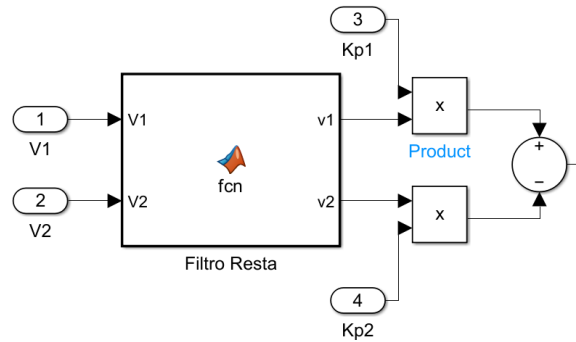 3
Kp1
1
V1
V1
v1
x
Product
+
−
fcn
2
V2
V2
v2
x
Filtro Resta
4
Kp2